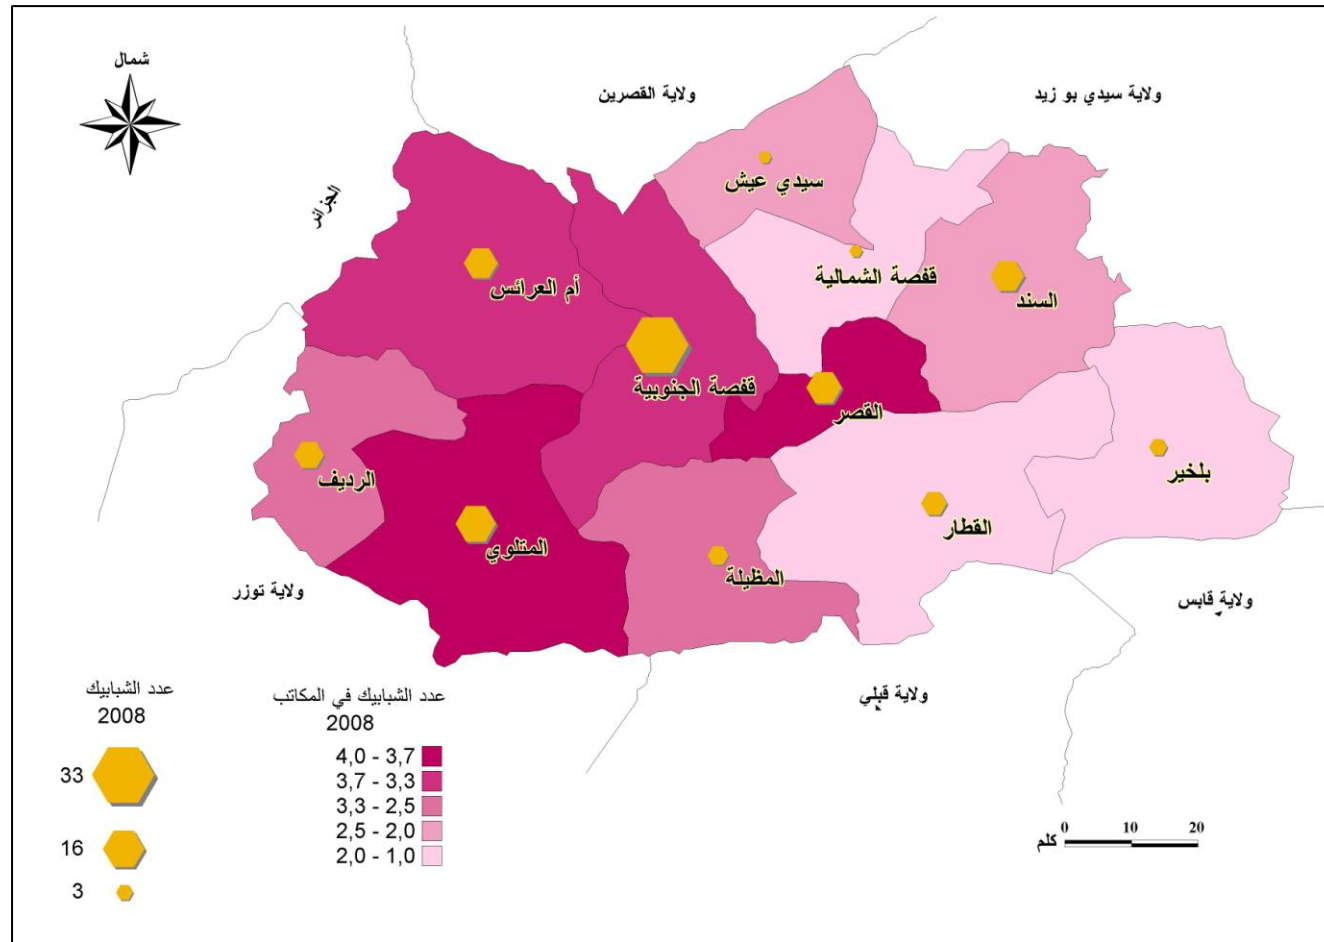 شمال
ولاية القصرين
ولاية سيدي بو زيد
الجزائر
سيدي عيش
قفصة الشمالية
السند
أم العرائس
قفصة الجنوبية
القصر
بلخير
الرديف
القطار
المتلوي
المظيلة
ولاية توزر
ولاية قابس
ولاية قبلي
عدد الشبابيك
2008
33
16
3
عدد الشبابيك في المكاتب
2008
4,0 - 3,7
3,7 - 3,3
3,3 - 2,5
2,5 - 2,0
2,0 - 1,0
كلم 0 10 20